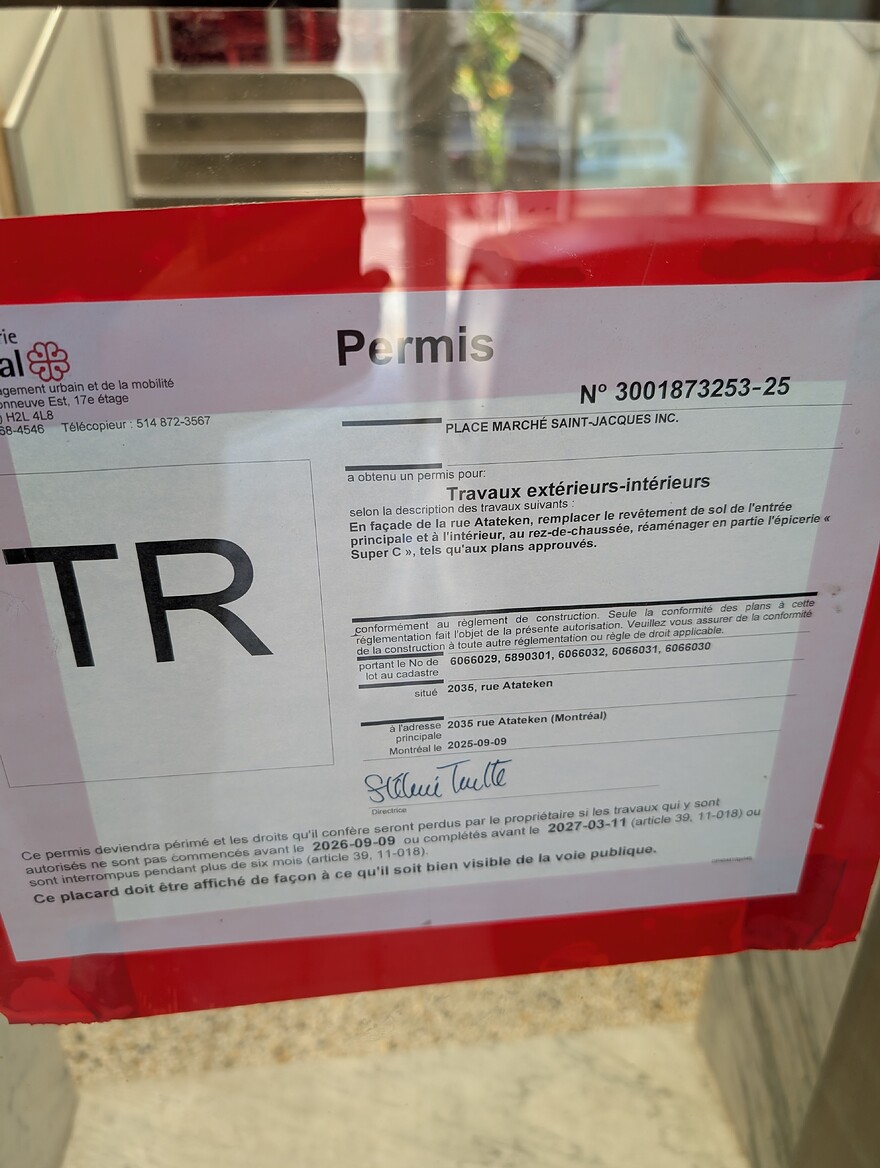 rie
al
agement urbain et de la mobilité
onneuve Est, 17e étage
) H2L 4L8
68-4546 Télécopieur : 514 872-3567
Permis
Nº 3001873253-25
PLACE MARCHÉ SAINT-JACQUES INC.
a obtenu un permis pour:
Travaux extérieurs-intérieurs
selon la description des travaux suivants :
En façade de la rue Atateken, remplacer le revêtement de sol de l'entrée
principale et à l'intérieur, au rez-de-chaussée, réaménager en partie l'épicerie «
Super C », tels qu'aux plans approuvés.
TR
conformément au règlement de construction. Seule la conformité des plans à cette
réglementation fait l'objet de la présente autorisation. Veuillez vous assurer de la conformité
de la construction à toute autre réglementation ou règle de droit applicable.
portant le No de
lot au cadastre
6066029, 5890301, 6066032, 6066031, 6066030
situé 2035, rue Atateken
à l'adresse
principale
2035 rue Atateken (Montréal)
Montréal le 2025-09-09
Directrice
Ce permis deviendra périmé et les droits qu'il confère seront perdus par le propriétaire si les travaux qui y sont
autorisés ne sont pas commencés avant le 2026-09-09 ou complétés avant le 2027-03-11 (article 39, 11-018) ou
sont interrompus pendant plus de six mois (article 39, 11-018).
Ce placard doit être affiché de façon à ce qu'il soit bien visible de la voie publique.